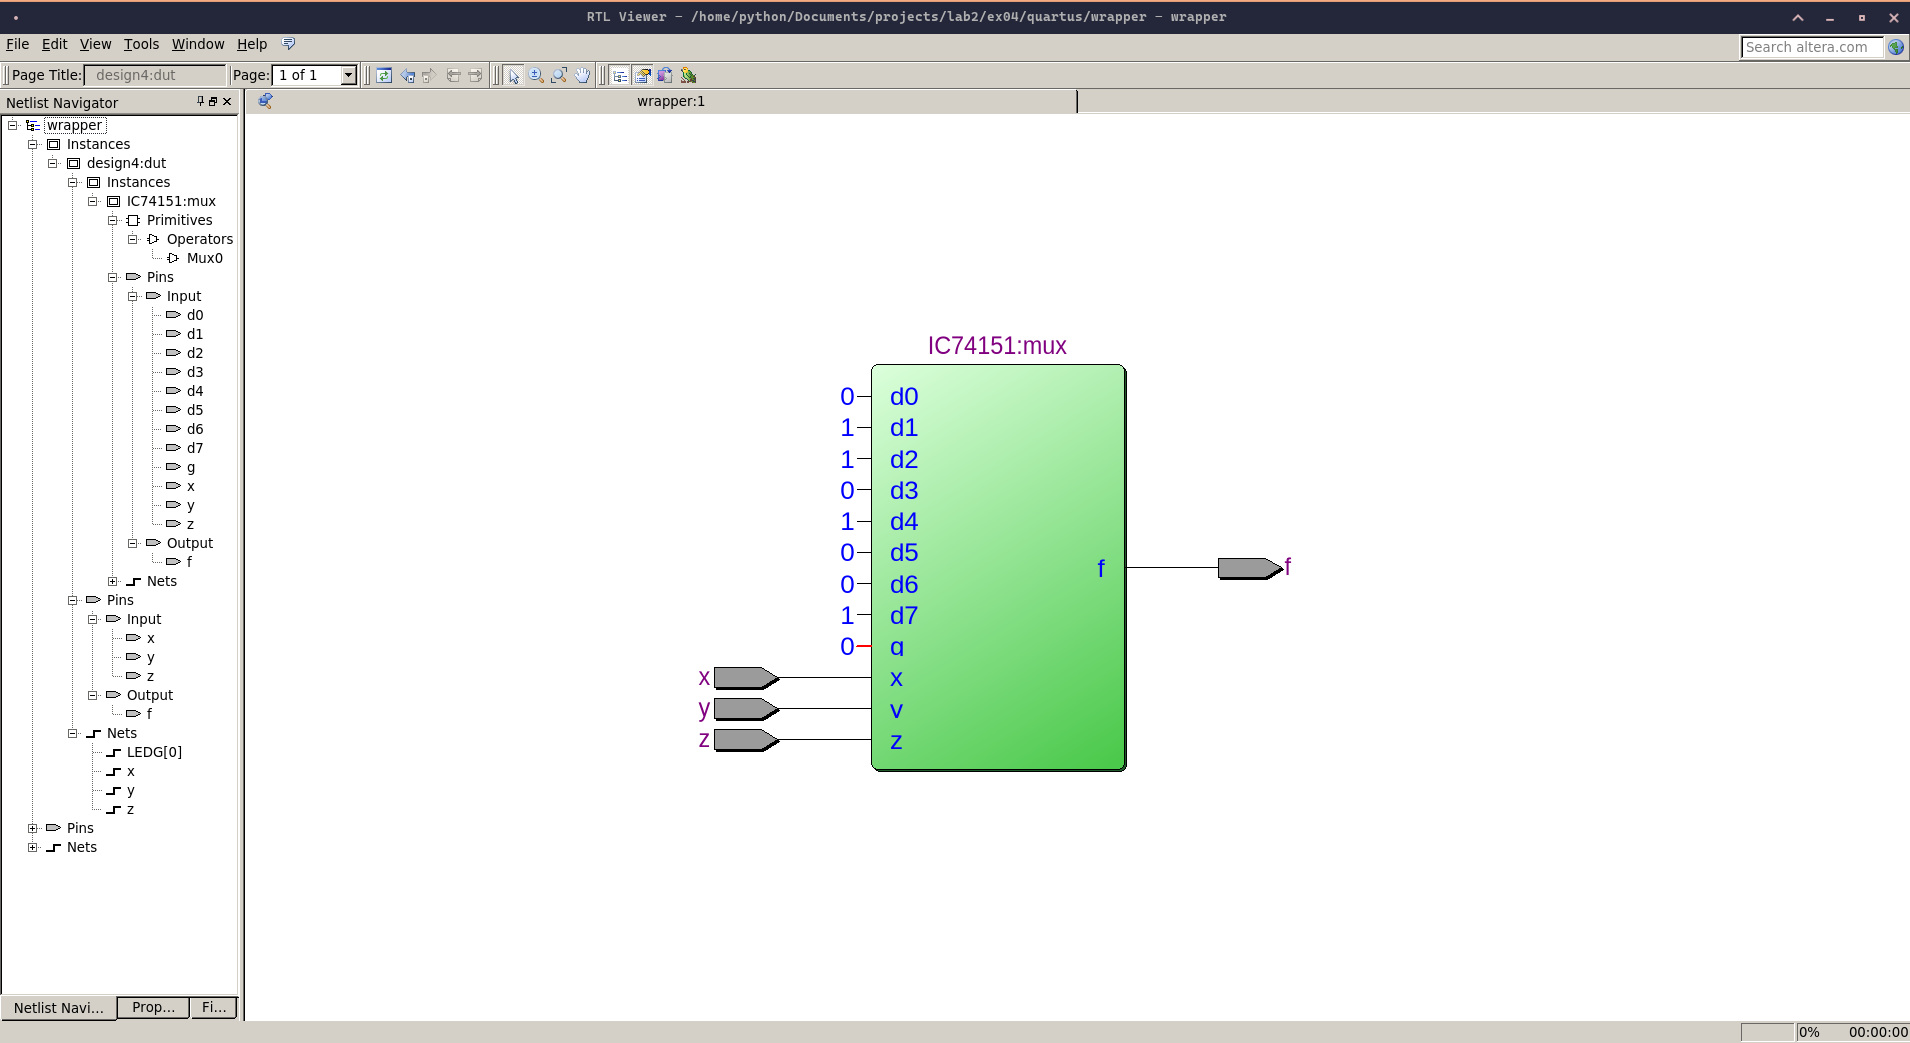 RTL Viewer - /home/python/Documents/projects/lab2/ex04/quartus/wrapper - wrapper
File Edit View Tools Window Help
Search altera.com
Page Title: design4:dut Page: 1 of 1
Netlist Navigator
wrapper:1
wrapper
Instances
design4:dut
Instances
IC74151:mux
Primitives
Operators
Mux0
Pins
Input
d0
d1
d2
d3
d4
d5
d6
d7
g
x
y
z
Output
f
Nets
Pins
Input
x
y
z
Output
f
Nets
LEDG[0]
x
y
z
Pins
Nets
Netlist Navi... Prop... Fi...
IC74151:mux
0 d0
1 d1
1 d2
0 d3
1 d4
0 d5
0 d6
1 d7
0 g
x x
y y
z z
f f
0% 00:00:00